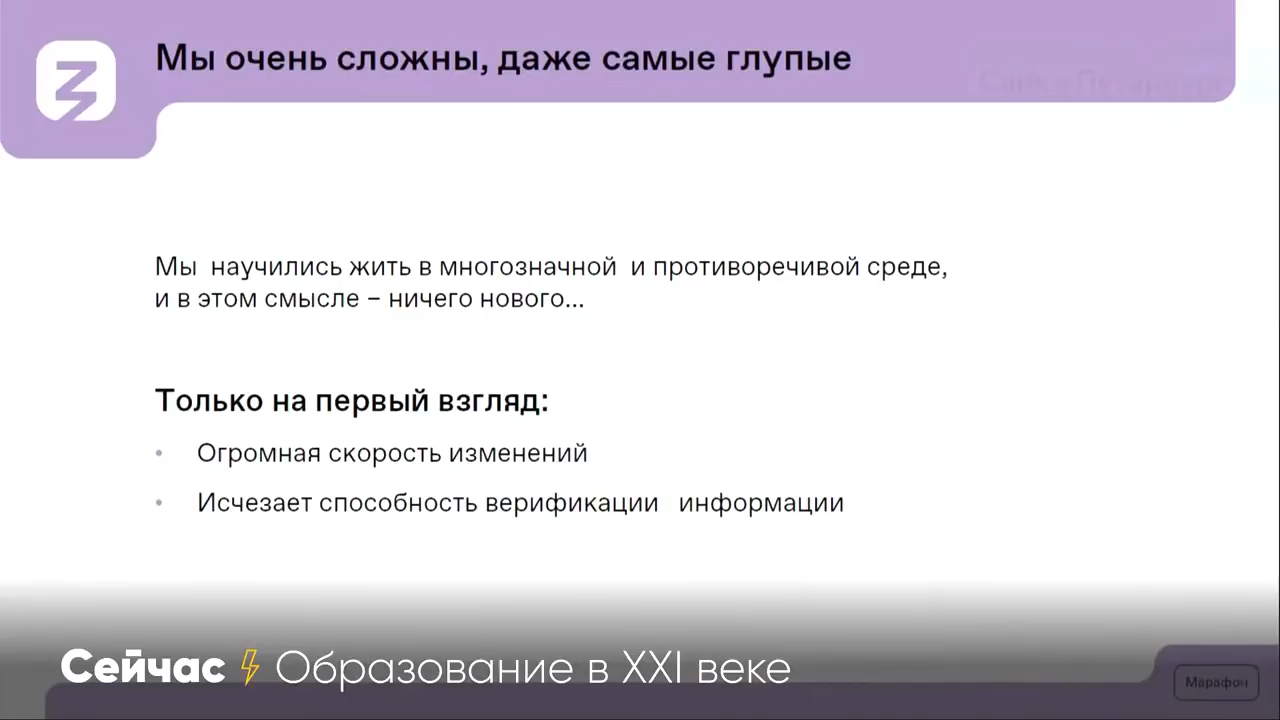 Мы очень сложны, даже самые глупые
Мы научились жить в многозначной и противоречивой среде,
и в этом смысле – ничего нового...
Только на первый взгляд:
• Огромная скорость изменений
• Исчезает способность верификации информации
Сейчас Образование в XXI веке
Марафон